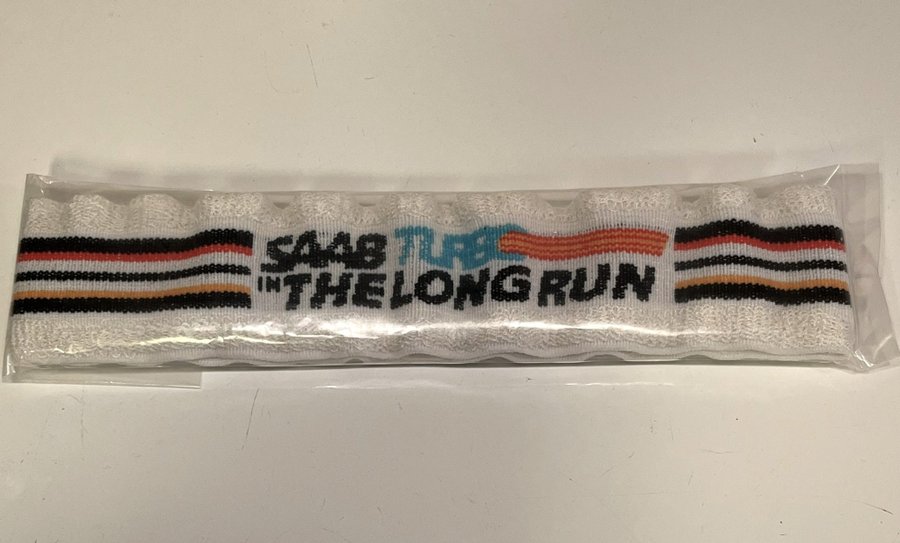 SAAB TURBO
IN THE LONG RUN